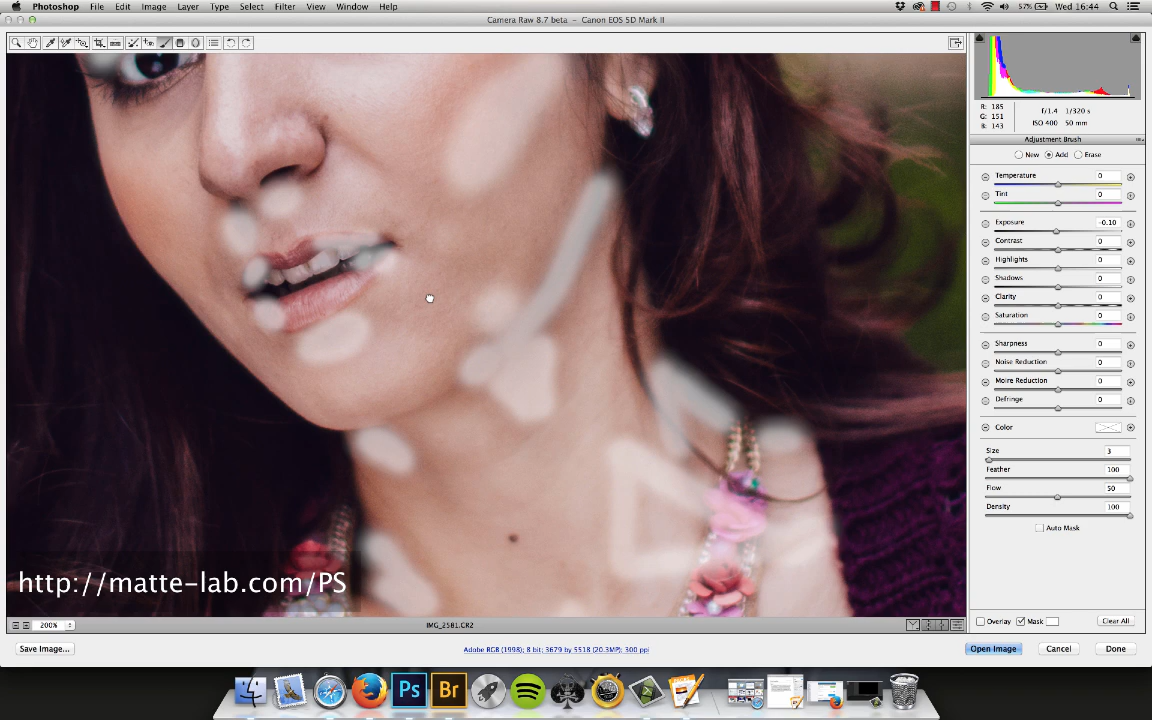 Photoshop File Edit Image Layer Type Select Filter View Window Help 57% Wed 16:44
Camera Raw 8.7 beta – Canon EOS 5D Mark II
R: 185
G: 151
B: 143
f/1.4 1/320 s
ISO 400 50 mm
Adjustment Brush
New Add Erase
Temperature 0
Tint 0
Exposure -0.10
Contrast 0
Highlights 0
Shadows 0
Clarity 0
Saturation 0
Sharpness 0
Noise Reduction 0
Moire Reduction 0
Defringe 0
Color
Size 3
Feather 100
Flow 50
Density 100
Auto Mask
http://matte-lab.com/PS
200% IMG_2581.CR2
Overlay Mask Clear All
Save Image... Adobe RGB (1998); 8 bit; 3679 by 5518 (20.3MP); 300 ppi Open Image Cancel Done
Ps Br